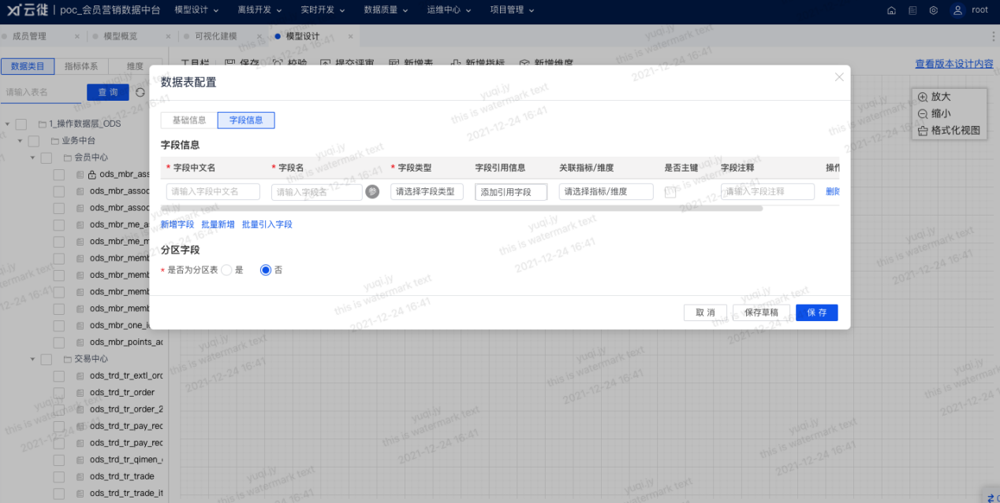 云徙 | poc_会员营销数据中台 模型设计 离线开发 实时开发 数据质量 运维中心 项目管理 root
成员管理 × 模型概览 × 可视化建模 × 模型设计 ×
数据类目 指标体系 维度 工具栏 保存 校验 提交评审 新增表 新增指标 新增维度 查看版本设计内容
请输入表名 查 询
放大
缩小
格式化视图
数据表配置
基础信息 字段信息
字段信息
* 字段中文名 * 字段名 * 字段类型 字段引用信息 关联指标/维度 是否主键 字段注释 操作
请输入字段中文名 请输入字段名 参 请选择字段类型 添加引用字段 请选择指标/维度 请输入字段注释 删除
新增字段 批量新增 批量引入字段
分区字段
* 是否为分区表 是 否
取 消 保存草稿 保 存
1_操作数据层_ODS
业务中台
会员中心
ods_mbr_ass
ods_mbr_assoc
ods_mbr_assoc
ods_mbr_me_a
ods_mbr_me_m
ods_mbr_memb
ods_mbr_memb
ods_mbr_memb
ods_mbr_memb
ods_mbr_one_i
ods_mbr_points_ac
交易中心
ods_trd_tr_extl_orc
ods_trd_tr_order
ods_trd_tr_order_2
ods_trd_tr_pay_rec
ods_trd_tr_pay_rec
ods_trd_tr_qimen_
ods_trd_tr_trade
ods_trd_tr_trade_it
yuqi.jy
this is watermark text
2021-12-24 16:41